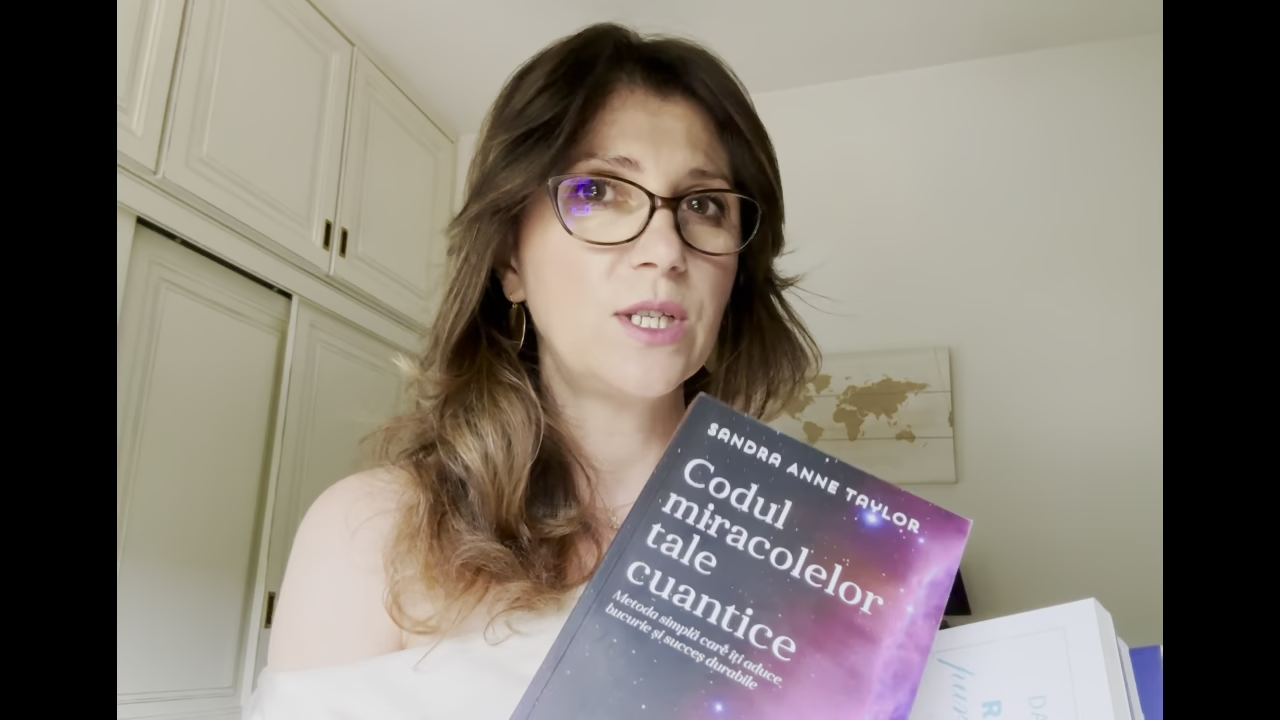 SANDRA ANNE TAYLOR
Codul
miracolelor
tale
cuantice
Metoda simplă care îți aduce
bucurie și succes durabile